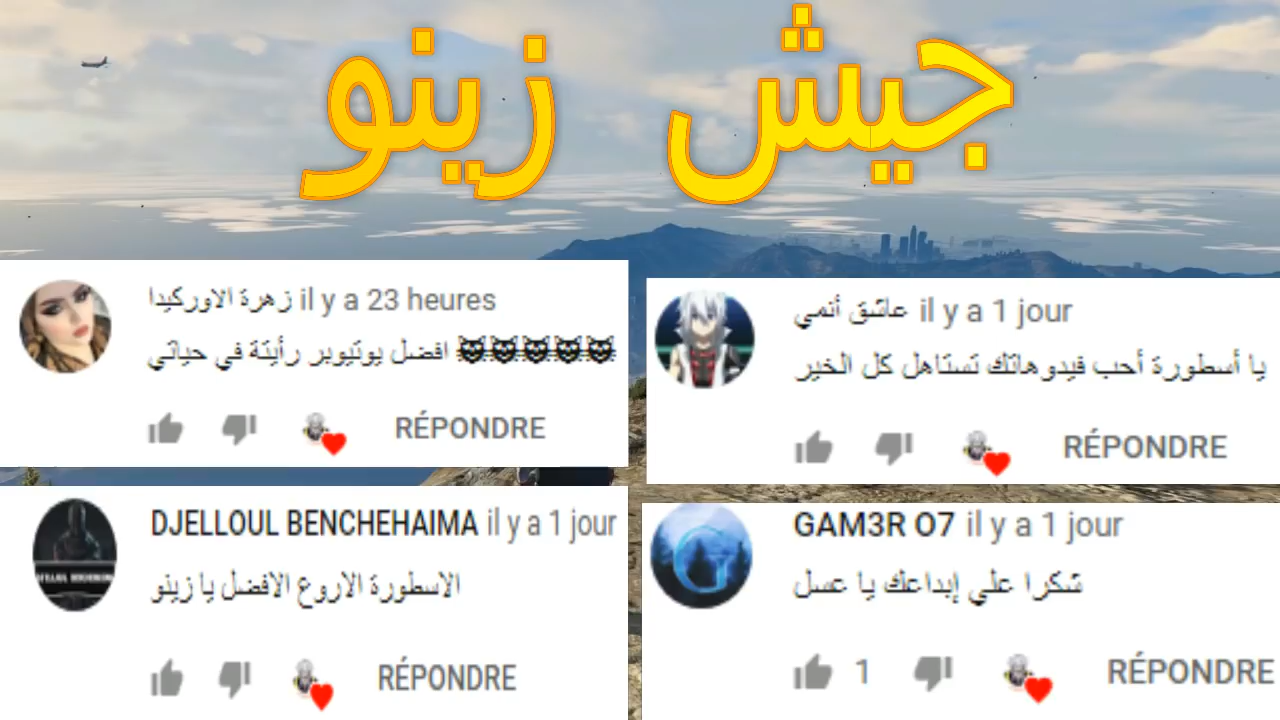 جيش زينو
زهرة الاوركيدا il y a 23 heures
افضل يوتيوبر رأيتة في حياتي 😈😈😈😈😈
RÉPONDRE
عاشق أنمي il y a 1 jour
يا أسطورة أحب فيدوهاتك تستاهل كل الخير
RÉPONDRE
DJELLOUL BENCHEHAIMA il y a 1 jour
الاسطورة الاروع الافضل يا زينو
RÉPONDRE
GAM3R O7 il y a 1 jour
شكرا علي إبداعك يا عسل
1 RÉPONDRE